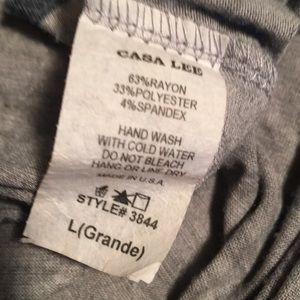 CASA LEE
63%RAYON
33%POLYESTER
4%SPANDEX
HAND WASH
WITH COLD WATER
DO NOT BLEACH
HANG OR LINE DRY
MADE IN U.S.A.
STYLE# 3844
L(Grande)